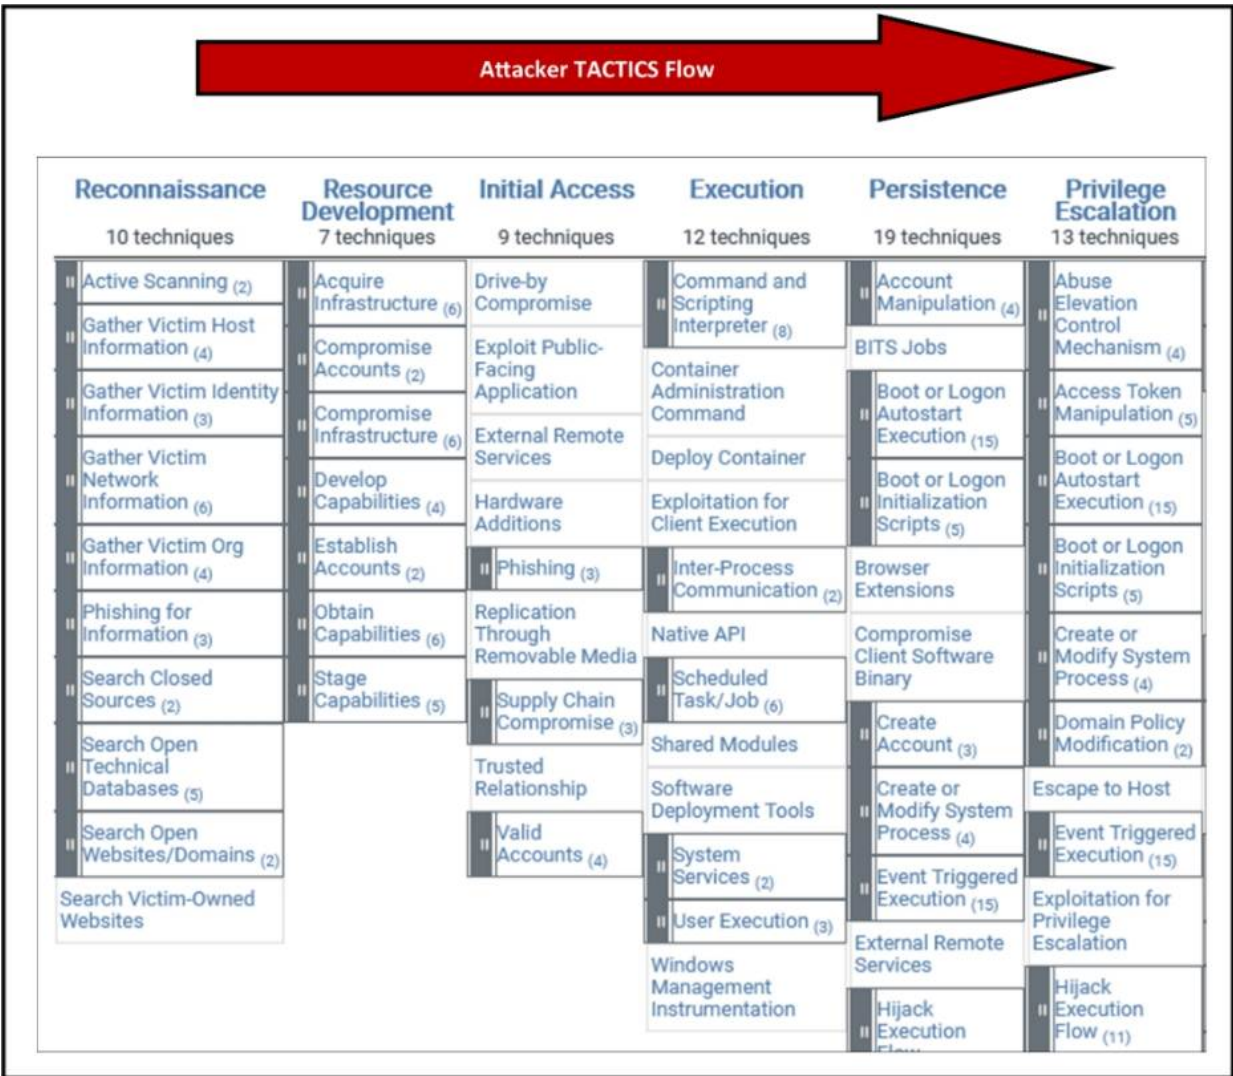 Attacker TACTICS Flow
Reconnaissance
10 techniques
Active Scanning (2)
Gather Victim Host
Information (4)
Gather Victim Identity
Information (3)
Gather Victim
Network
Information (6)
Gather Victim Org
Information (4)
Phishing for
Information (3)
Search Closed
Sources (2)
Search Open
Technical
Databases (5)
Search Open
Websites/Domains (2)
Search Victim-Owned
Websites
Resource
Development
7 techniques
Acquire
Infrastructure (6)
Compromise
Accounts (2)
Compromise
Infrastructure (6)
Develop
Capabilities (4)
Establish
Accounts (2)
Obtain
Capabilities (6)
Stage
Capabilities (5)
Initial Access
9 techniques
Drive-by
Compromise
Exploit Public-
Facing
Application
External Remote
Services
Hardware
Additions
Phishing (3)
Replication
Through
Removable Media
Supply Chain
Compromise (3)
Trusted
Relationship
Valid
Accounts (4)
Execution
12 techniques
Command and
Scripting
Interpreter (8)
Container
Administration
Command
Deploy Container
Exploitation for
Client Execution
Inter-Process
Communication (2)
Native API
Scheduled
Task/Job (6)
Shared Modules
Software
Deployment Tools
System
Services (2)
User Execution (3)
Windows
Management
Instrumentation
Persistence
19 techniques
Account
Manipulation (4)
BITS Jobs
Boot or Logon
Autostart
Execution (15)
Boot or Logon
Initialization
Scripts (5)
Browser
Extensions
Compromise
Client Software
Binary
Create
Account (3)
Create or
Modify System
Process (4)
Event Triggered
Execution (15)
External Remote
Services
Hijack
Execution
Flow
Privilege
Escalation
13 techniques
Abuse
Elevation
Control
Mechanism (4)
Access Token
Manipulation (5)
Boot or Logon
Autostart
Execution (15)
Boot or Logon
Initialization
Scripts (5)
Create or
Modify System
Process (4)
Domain Policy
Modification (2)
Escape to Host
Event Triggered
Execution (15)
Exploitation for
Privilege
Escalation
Hijack
Execution
Flow (11)